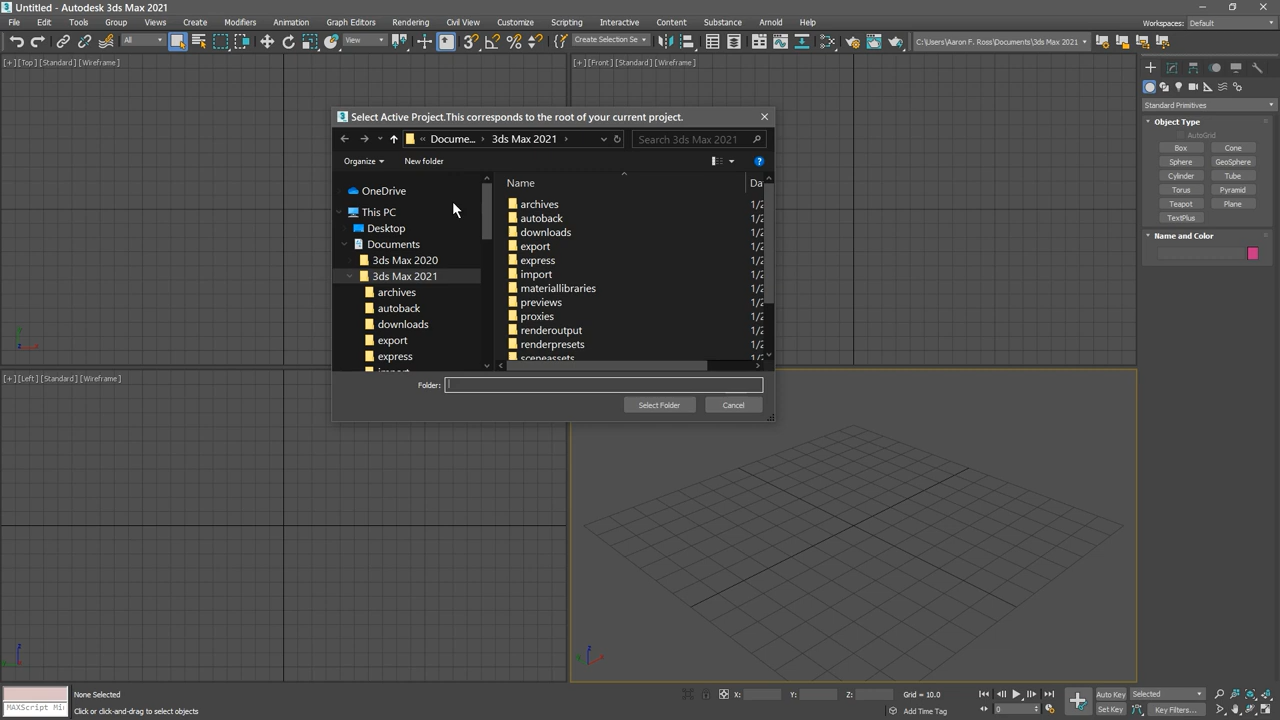 Untitled - Autodesk 3ds Max 2021
File Edit Tools Group Views Create Modifiers Animation Graph Editors Rendering Civil View Customize Scripting Interactive Content Substance Arnold Help
Workspaces: Default
All View Create Selection Se C:\Users\Aaron F. Ross\Documents\3ds Max 2021
[+] [Top] [Standard] [Wireframe]
[+] [Front] [Standard] [Wireframe]
Standard Primitives
Object Type
AutoGrid
Box Cone
Sphere GeoSphere
Cylinder Tube
Torus Pyramid
Teapot Plane
TextPlus
Name and Color
Select Active Project.This corresponds to the root of your current project.
« Docume... › 3ds Max 2021 › Search 3ds Max 2021
Organize New folder
OneDrive
This PC
Desktop
Documents
3ds Max 2020
3ds Max 2021
archives
autoback
downloads
export
express
import
Name Da
archives 1/2
autoback 1/2
downloads 1/2
export 1/2
express 1/2
import 1/2
materiallibraries 1/2
previews 1/2
proxies 1/2
renderoutput 1/2
renderpresets 1/2
sceneassets 1/2
Folder:
Select Folder Cancel
[+] [Left] [Standard] [Wireframe]
MAXScript Mi
None Selected
Click or click-and-drag to select objects
X: Y: Z: Grid = 10.0
Add Time Tag
0
Auto Key Selected
Set Key Key Filters...